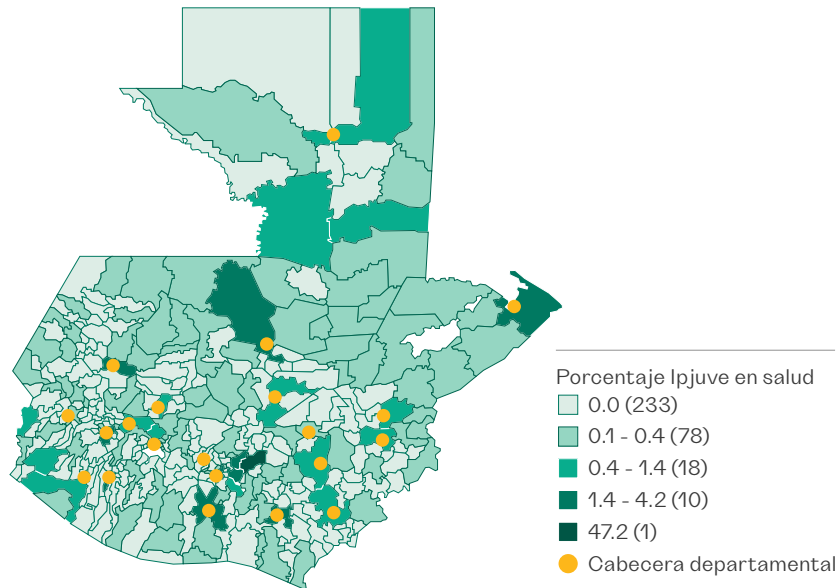 Porcentaje Ipjuve en salud
0.0 (233)
0.1 - 0.4 (78)
0.4 - 1.4 (18)
1.4 - 4.2 (10)
47.2 (1)
Cabecera departamental